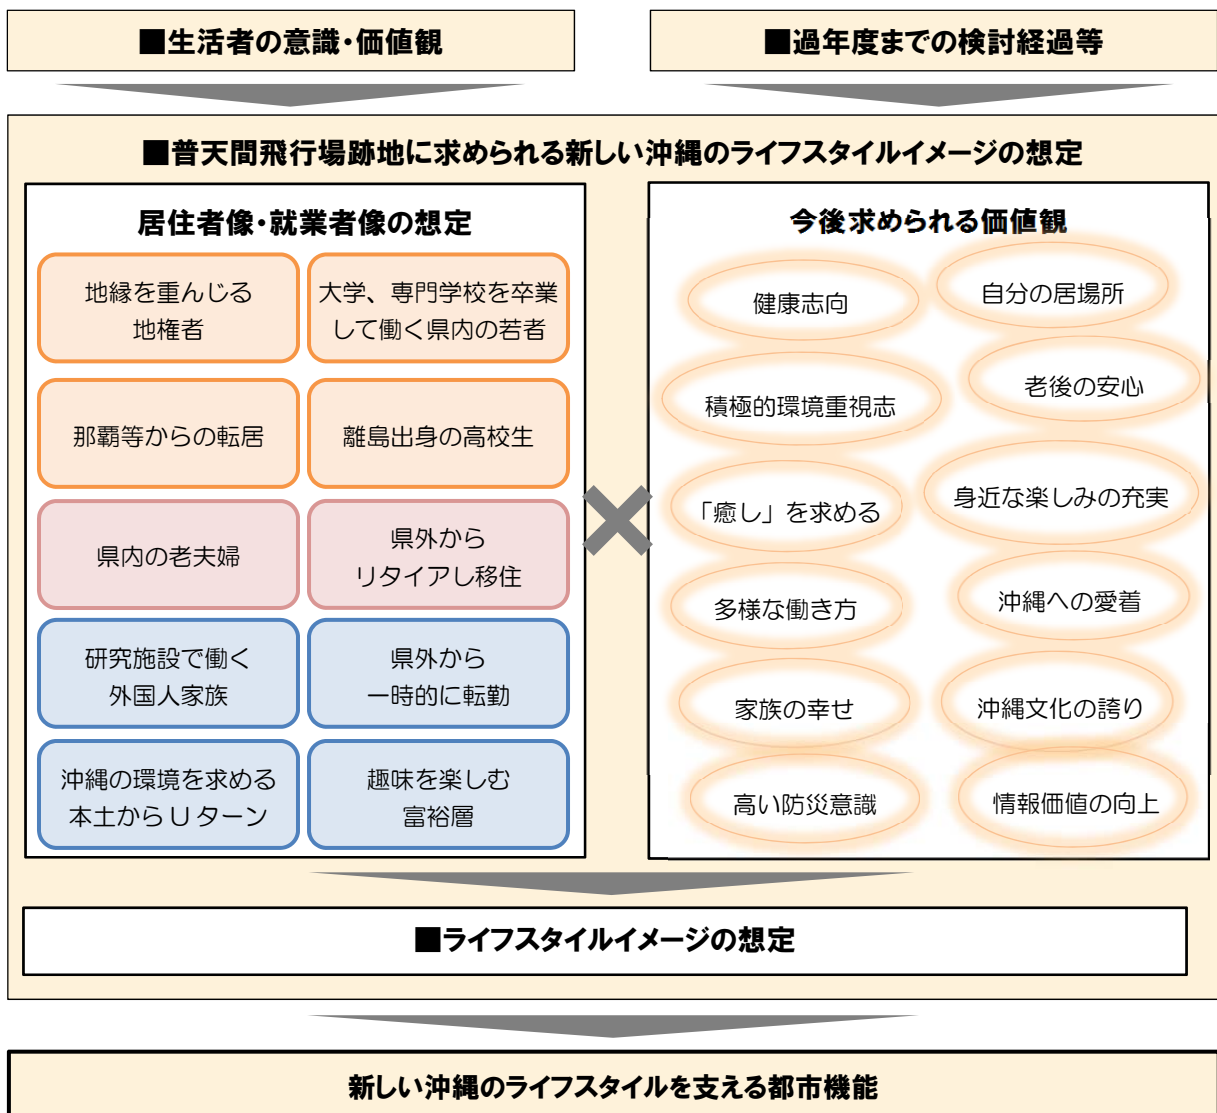 ■生活者の意識・価値観
■過年度までの検討経過等
■普天間飛行場跡地に求められる新しい沖縄のライフスタイルイメージの想定
居住者像・就業者像の想定
地縁を重んじる
地権者
大学、専門学校を卒業
して働く県内の若者
那覇等からの転居
離島出身の高校生
県内の老夫婦
県外から
リタイアし移住
研究施設で働く
外国人家族
県外から
一時的に転勤
沖縄の環境を求める
本土からUターン
趣味を楽しむ
富裕層
今後求められる価値観
健康志向
自分の居場所
積極的環境重視志
老後の安心
「癒し」を求める
身近な楽しみの充実
多様な働き方
沖縄への愛着
家族の幸せ
沖縄文化の誇り
高い防災意識
情報価値の向上
■ライフスタイルイメージの想定
新しい沖縄のライフスタイルを支える都市機能